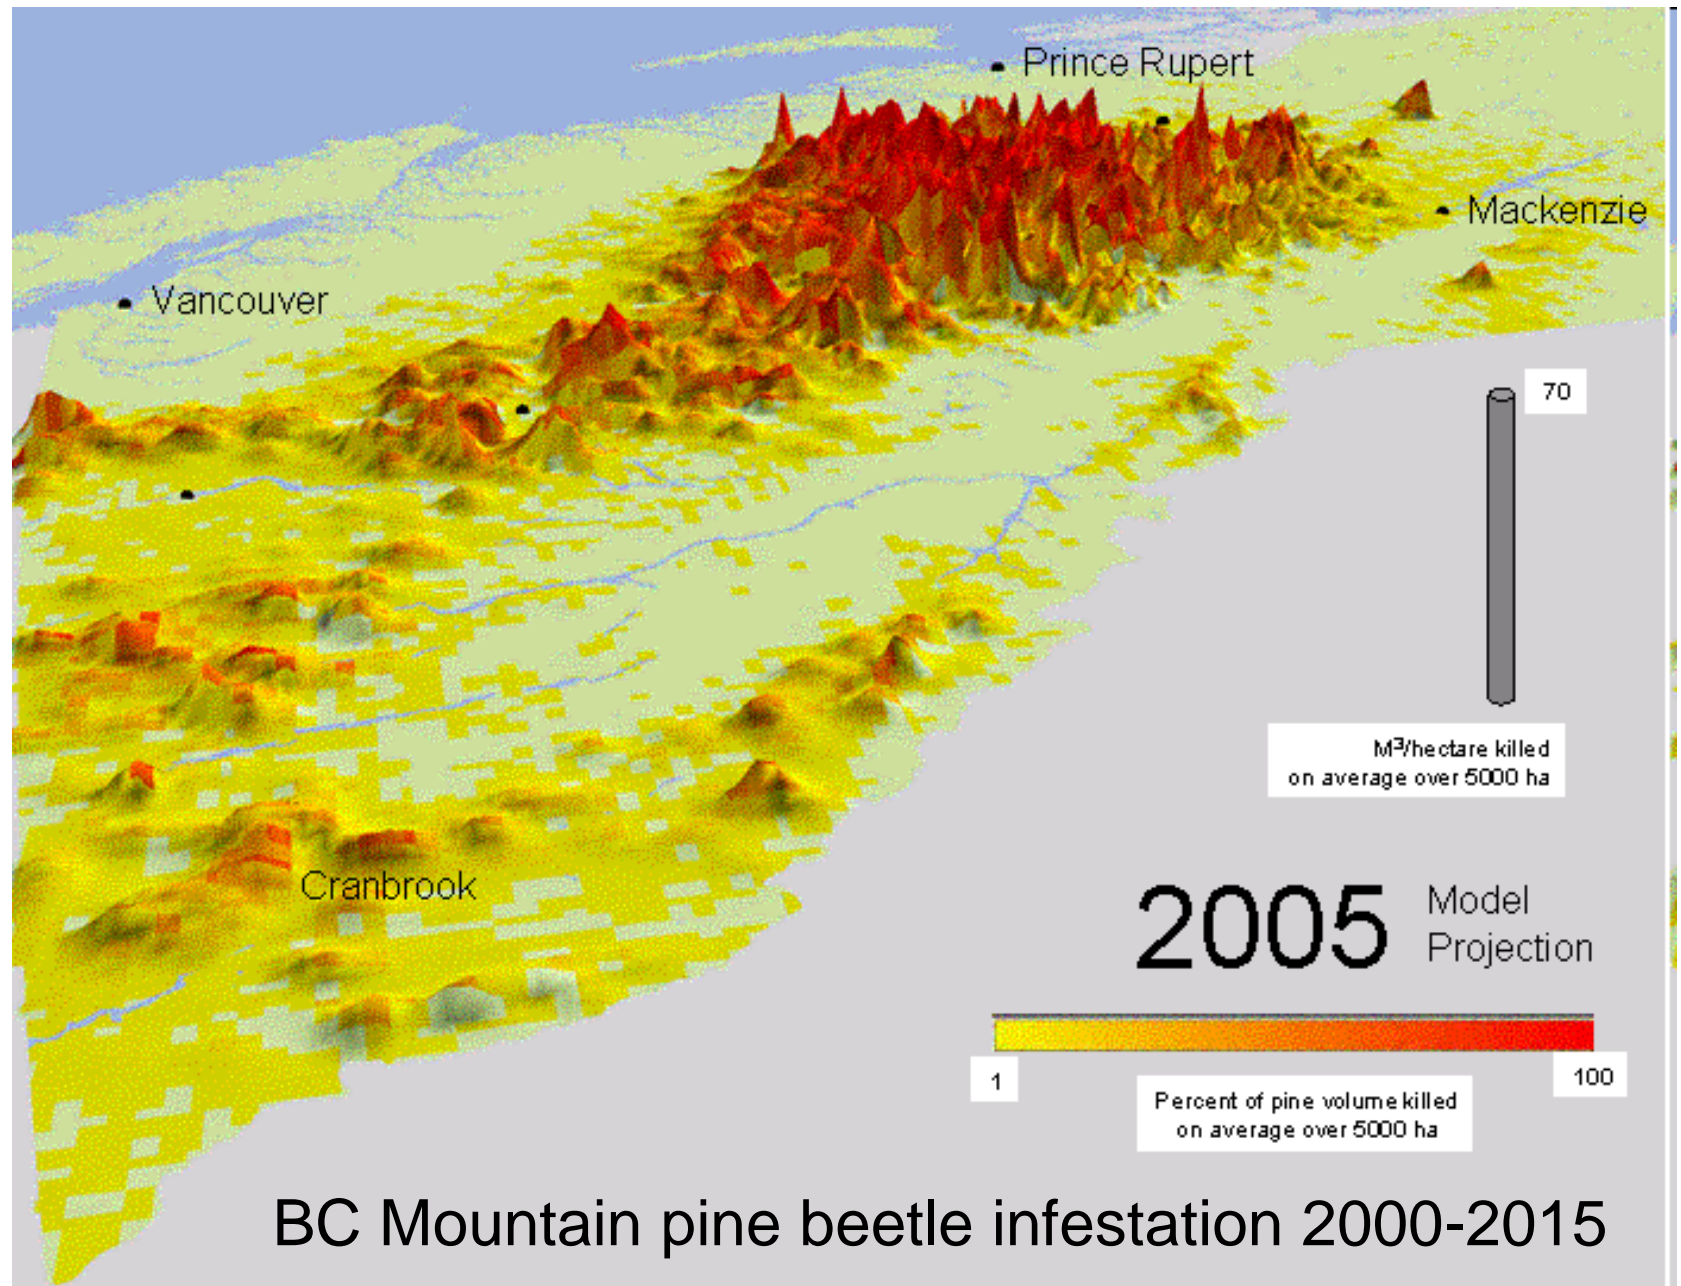 Prince Rupert
Mackenzie
Vancouver
70
M³/hectare killed
on average over 5000 ha
Cranbrook
2005
Model
Projection
1
100
Percent of pine volume killed
on average over 5000 ha
BC Mountain pine beetle infestation 2000-2015